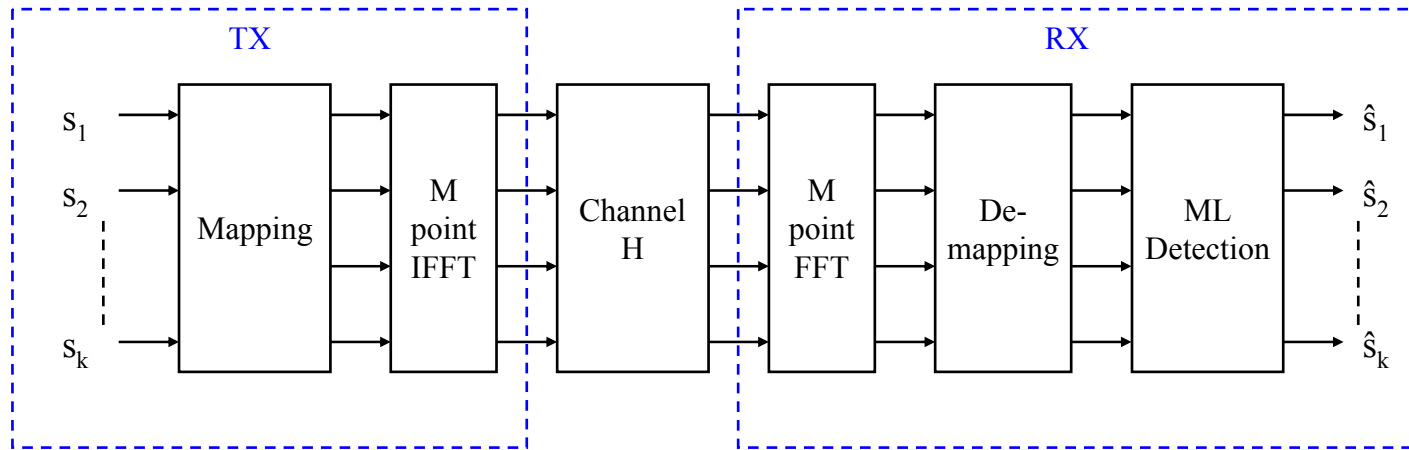 TX
RX
s1
s2
sk
Mapping
M
point
IFFT
Channel
H
M
point
FFT
De-
mapping
ML
Detection
ŝ1
ŝ2
ŝk